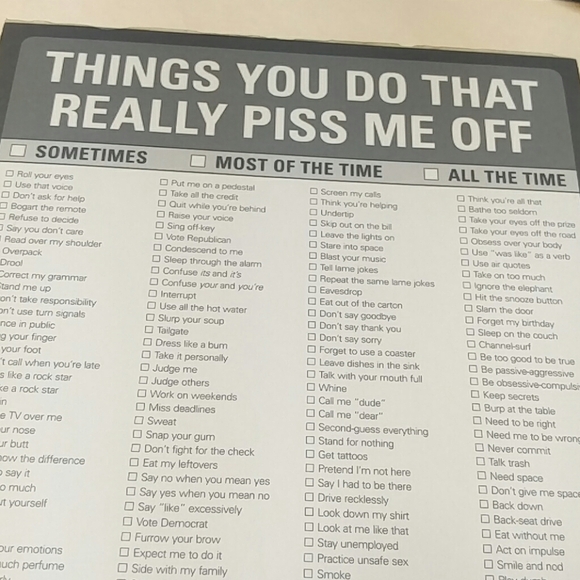 THINGS YOU DO THAT
REALLY PISS ME OFF
SOMETIMES
MOST OF THE TIME
ALL THE TIME
Roll your eyes
Use that voice
Don't ask for help
Bogart the remote
Refuse to decide
Say you don't care
Read over my shoulder
Overpack
Drool
Correct my grammar
Stand me up
on't take responsibility
on't use turn signals
nce in public
g your finger
your foot
't call when you're late
s like a rock star
ke a rock star
in
e TV over me
ur nose
ur butt
now the difference
o say it
o much
ut yourself
our emotions
uch perfume
Put me on a pedestal
Take all the credit
Quit while you're behind
Raise your voice
Sing off-key
Vote Republican
Condescend to me
Sleep through the alarm
Confuse its and it's
Confuse your and you're
Interrupt
Use all the hot water
Slurp your soup
Tailgate
Dress like a bum
Take it personally
Judge me
Judge others
Work on weekends
Miss deadlines
Sweat
Snap your gum
Don't fight for the check
Eat my leftovers
Say no when you mean yes
Say yes when you mean no
Say "like" excessively
Vote Democrat
Furrow your brow
Expect me to do it
Side with my family
Screen my calls
Think you're helping
Undertip
Skip out on the bill
Leave the lights on
Stare into space
Blast your music
Tell lame jokes
Repeat the same lame jokes
Eavesdrop
Eat out of the carton
Don't say goodbye
Don't say thank you
Don't say sorry
Forget to use a coaster
Leave dishes in the sink
Talk with your mouth full
Whine
Call me "dude"
Call me "dear"
Second-guess everything
Stand for nothing
Get tattoos
Pretend I'm not here
Say I had to be there
Drive recklessly
Look down my shirt
Look at me like that
Stay unemployed
Practice unsafe sex
Smoke
Think you're all that
Bathe too seldom
Take your eyes off the prize
Take your eyes off the road
Obsess over your body
Use "was like" as a verb
Use air quotes
Take on too much
Ignore the elephant
Hit the snooze button
Slam the door
Forget my birthday
Sleep on the couch
Channel-surf
Be too good to be true
Be passive-aggressive
Be obsessive-compulsi
Keep secrets
Burp at the table
Need to be right
Need me to be wrong
Never commit
Talk trash
Need space
Don't give me space
Back down
Back-seat drive
Eat without me
Act on impulse
Smile and nod